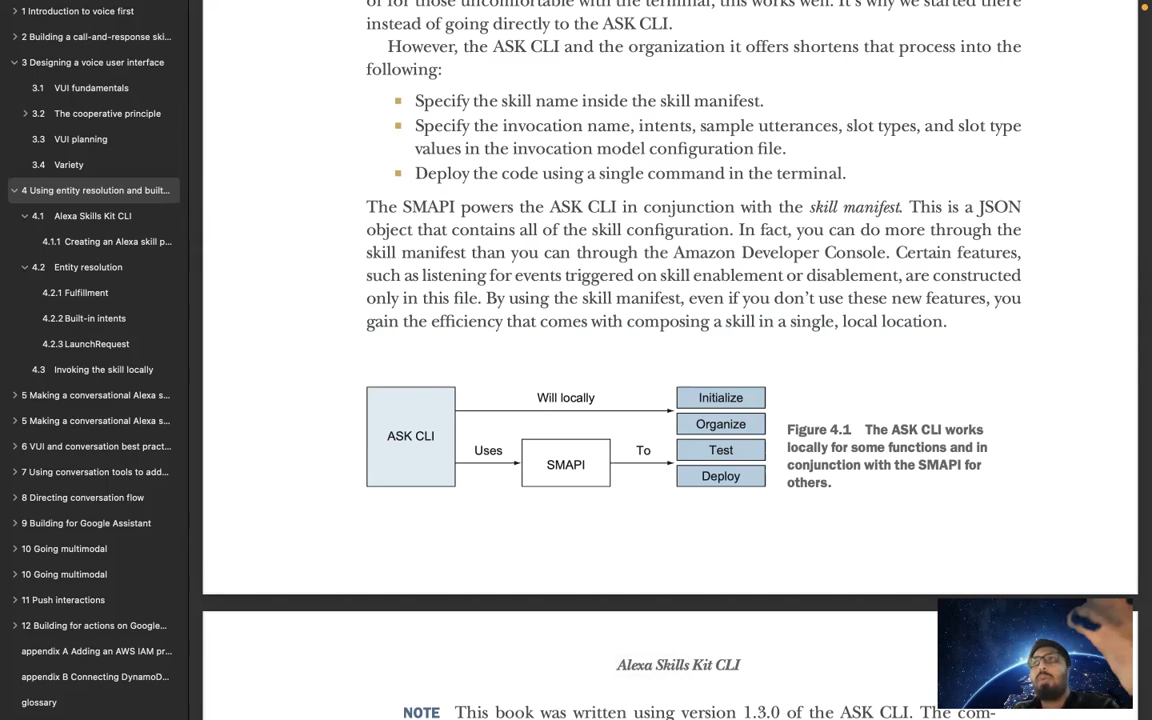 1 Introduction to voice first
2 Building a call-and-response ski...
3 Designing a voice user interface
3.1 VUI fundamentals
3.2 The cooperative principle
3.3 VUI planning
3.4 Variety
4 Using entity resolution and built...
4.1 Alexa Skills Kit CLI
4.1.1 Creating an Alexa skill p...
4.2 Entity resolution
4.2.1 Fulfillment
4.2.2 Built-in intents
4.2.3 LaunchRequest
4.3 Invoking the skill locally
5 Making a conversational Alexa s...
5 Making a conversational Alexa s...
6 VUI and conversation best pract...
7 Using conversation tools to add...
8 Directing conversation flow
9 Building for Google Assistant
10 Going multimodal
10 Going multimodal
11 Push interactions
12 Building for actions on Google...
appendix A Adding an AWS IAM pr...
appendix B Connecting DynamoD...
glossary
or for those uncomfortable with the terminal, this works well. It's why we started there
instead of going directly to the ASK CLI.
However, the ASK CLI and the organization it offers shortens that process into the
following:
■ Specify the skill name inside the skill manifest.
■ Specify the invocation name, intents, sample utterances, slot types, and slot type
values in the invocation model configuration file.
■ Deploy the code using a single command in the terminal.
The SMAPI powers the ASK CLI in conjunction with the skill manifest. This is a JSON
object that contains all of the skill configuration. In fact, you can do more through the
skill manifest than you can through the Amazon Developer Console. Certain features,
such as listening for events triggered on skill enablement or disablement, are constructed
only in this file. By using the skill manifest, even if you don't use these new features, you
gain the efficiency that comes with composing a skill in a single, local location.
ASK CLI
Will locally
Uses
SMAPI
To
Initialize
Organize
Test
Deploy
Figure 4.1 The ASK CLI works
locally for some functions and in
conjunction with the SMAPI for
others.
Alexa Skills Kit CLI
NOTE This book was written using version 1.3.0 of the ASK CLI. The com-